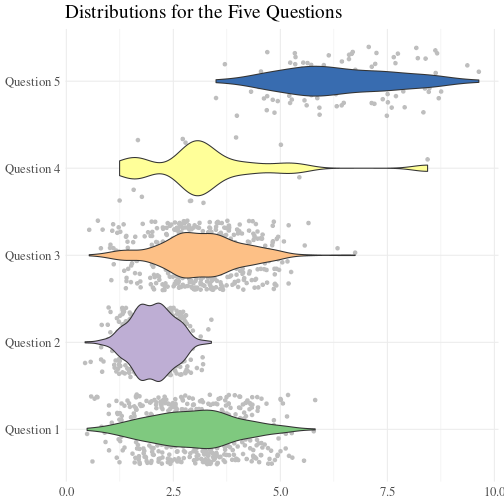 Distributions for the Five Questions
Question 5
Question 4
Question 3
Question 2
Question 1
0.0 2.5 5.0 7.5 10.0